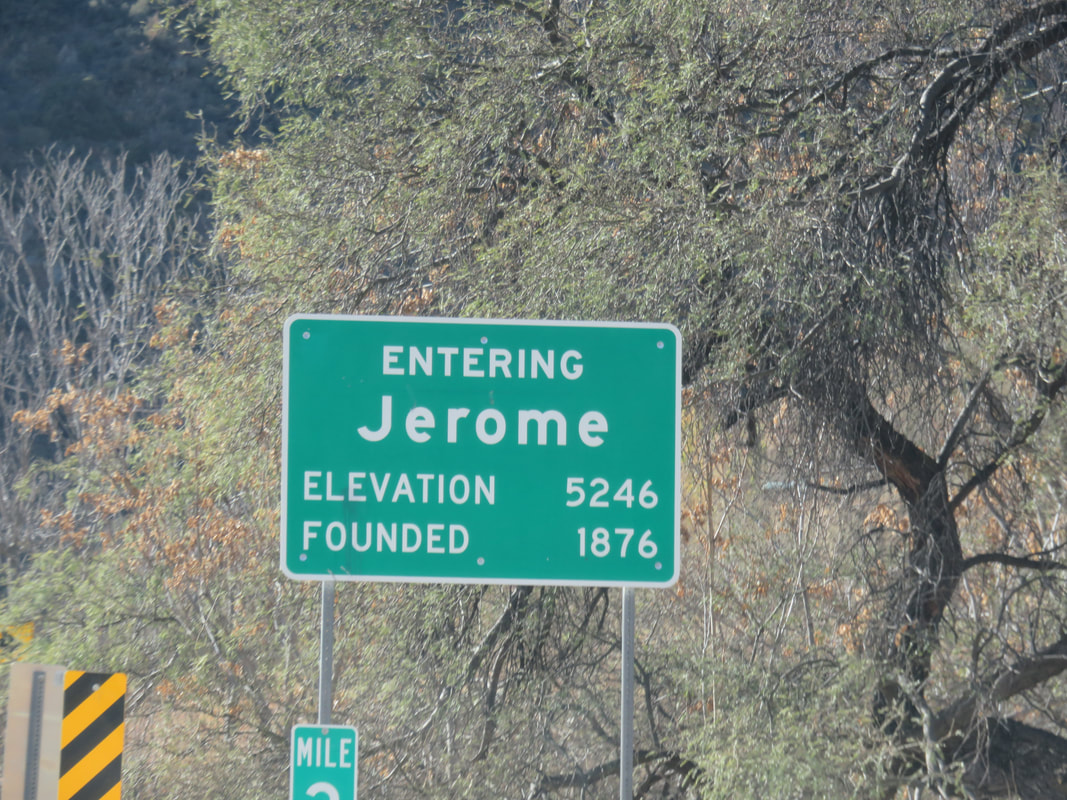 ENTERING
Jerome
ELEVATION 5246
FOUNDED 1876
MILE